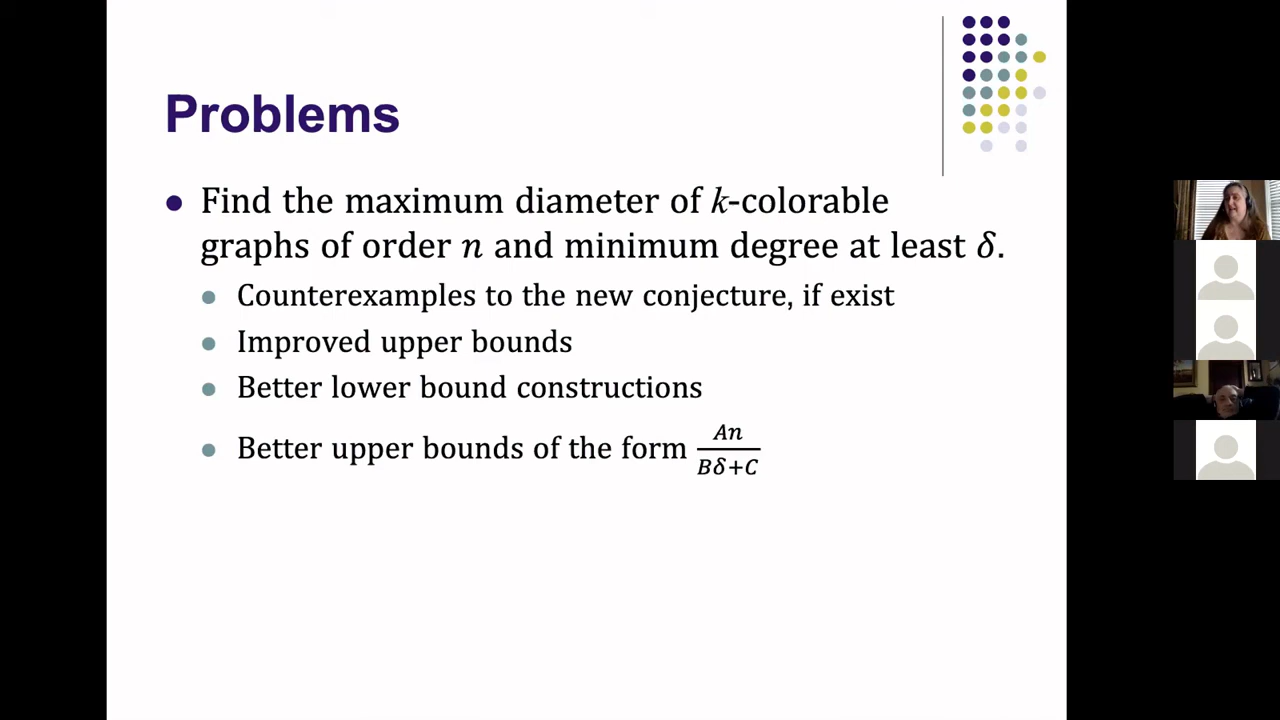 Problems
Find the maximum diameter of k-colorable
graphs of order n and minimum degree at least δ.
Counterexamples to the new conjecture, if exist
Improved upper bounds
Better lower bound constructions
Better upper bounds of the form An/(Bδ+C)